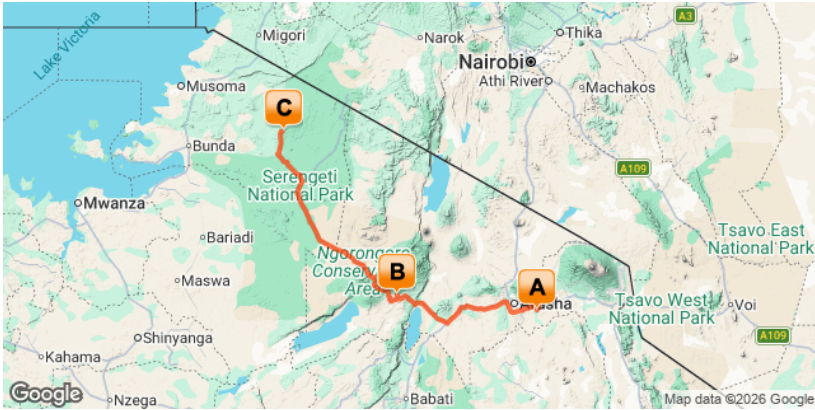 A3
Lake Victoria
Migori
Narok
Thika
Nairobi
Athi River
Musoma
Machakos
C
Bunda
A109
Serengeti
National Park
Mwanza
Tsavo East
National Park
Bariadi
Ngorongoro
Conserv
Area
B
Maswa
A
Arusha
Tsavo West
National Park
Voi
Shinyanga
A109
Kahama
Babati
Google
Nzega
Map data ©2026 Google